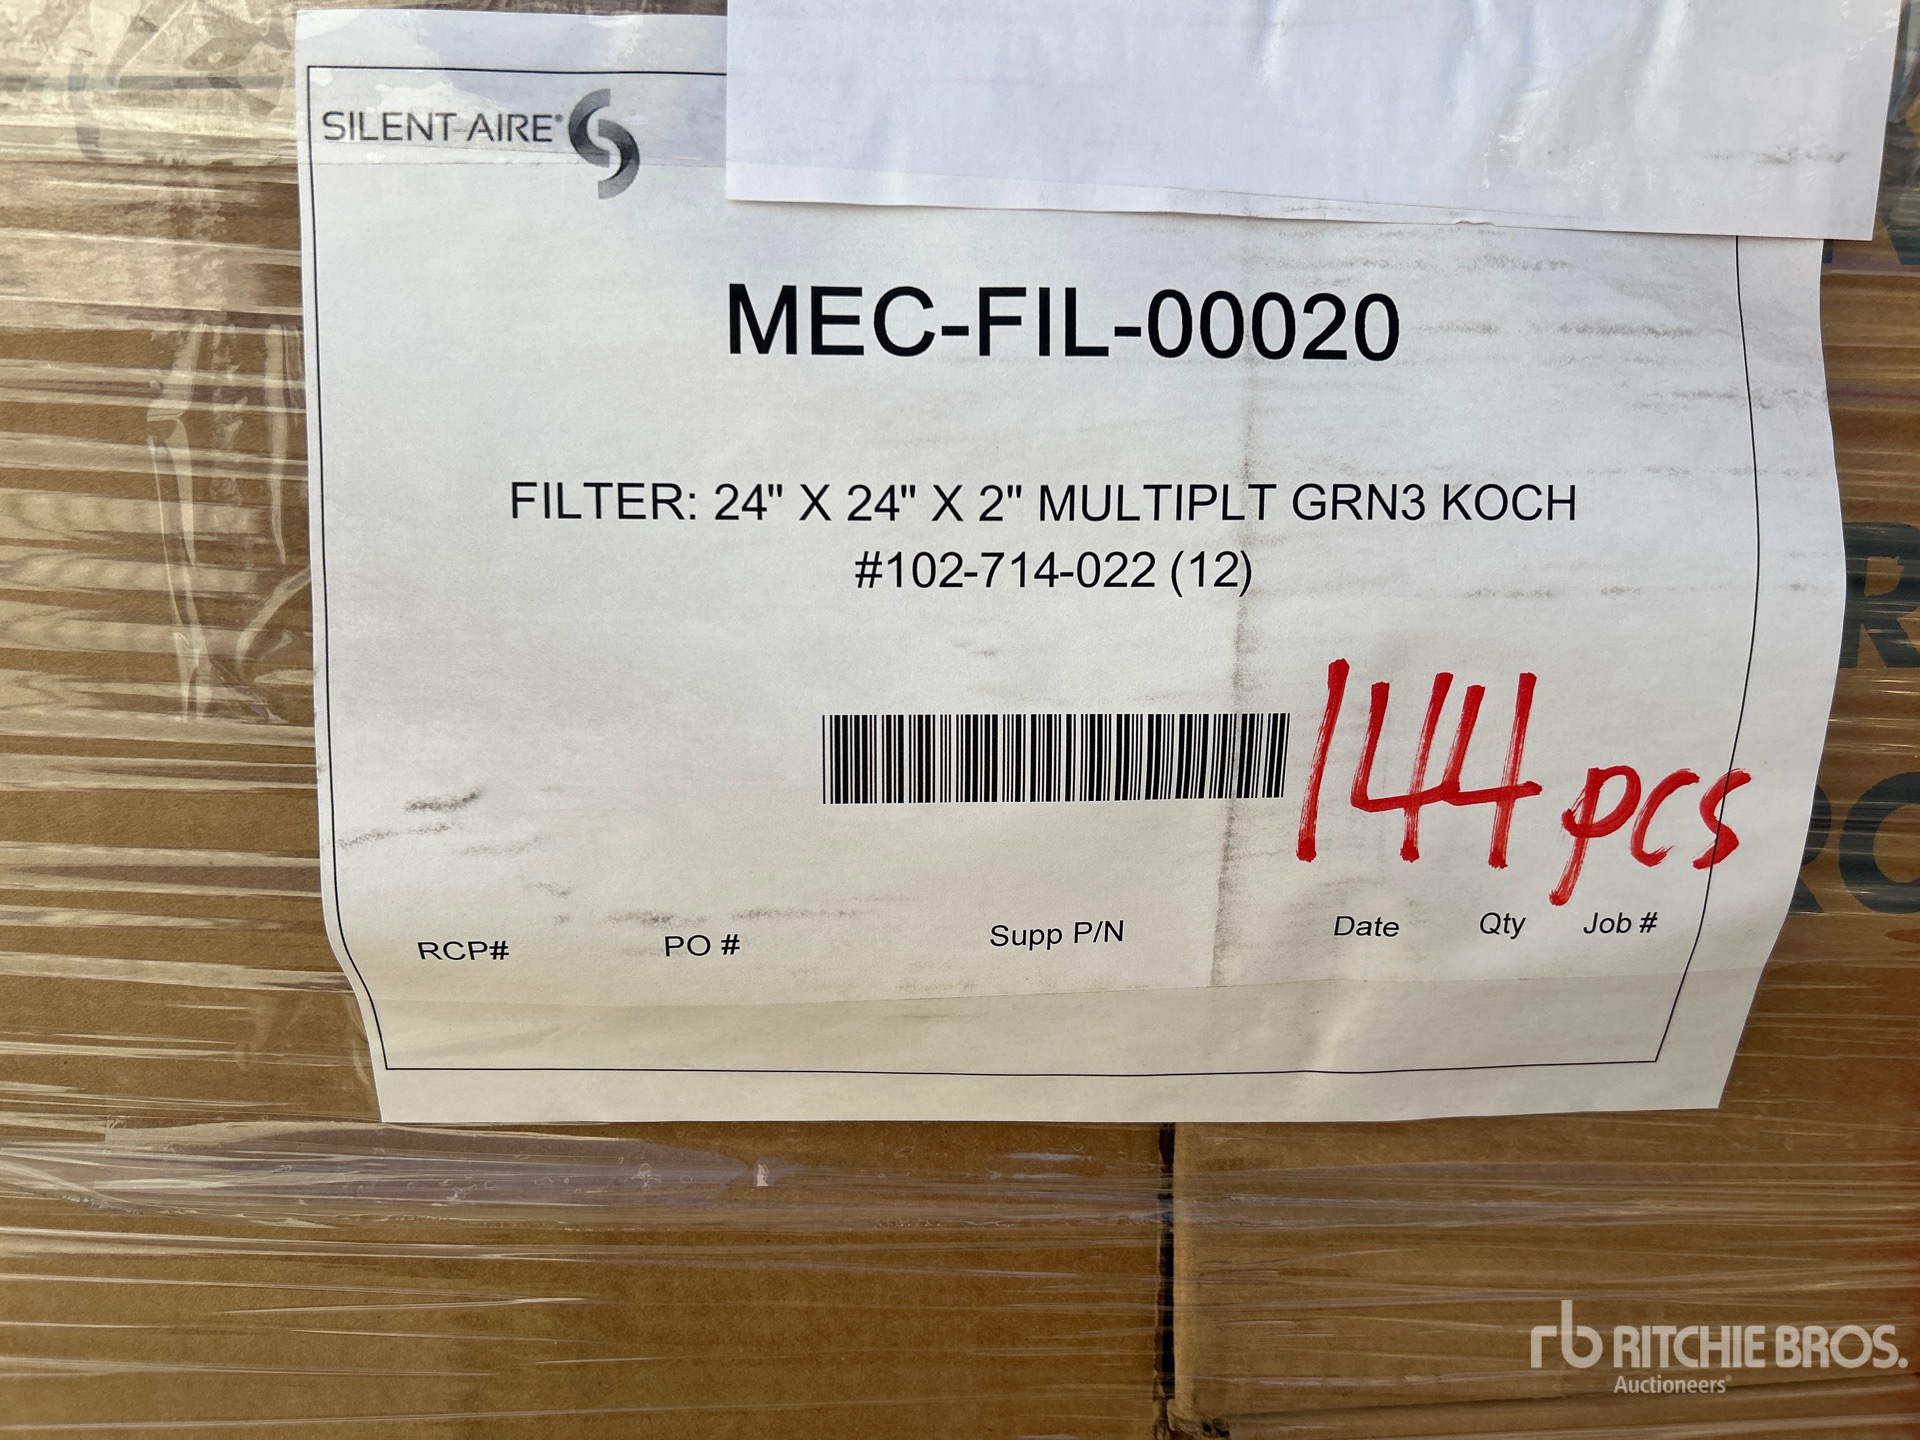 SILENT-AIRE®
MEC-FIL-00020
FILTER: 24" X 24" X 2" MULTIPLT GRN3 KOCH
#102-714-022 (12)
144 pcs
RCP# PO # Supp P/N Date Qty Job #
rb RITCHIE BROS.
Auctioneers